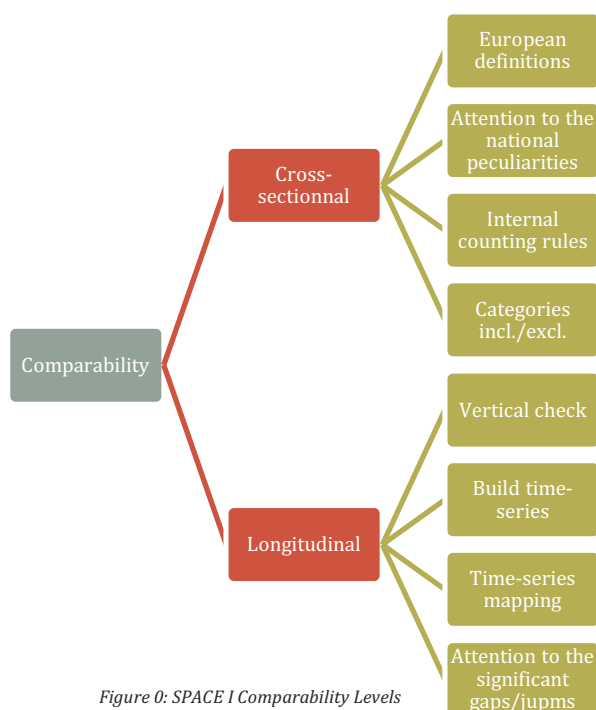 European
definitions
Attention to the
national
peculiarities
Cross-
sectionnal
Internal
counting rules
Categories
incl./excl.
Comparability
Vertical check
Build time-
series
Longitudinal
Time-series
mapping
Attention to the
significant
gaps/jupms
Figure 0: SPACE I Comparability Levels